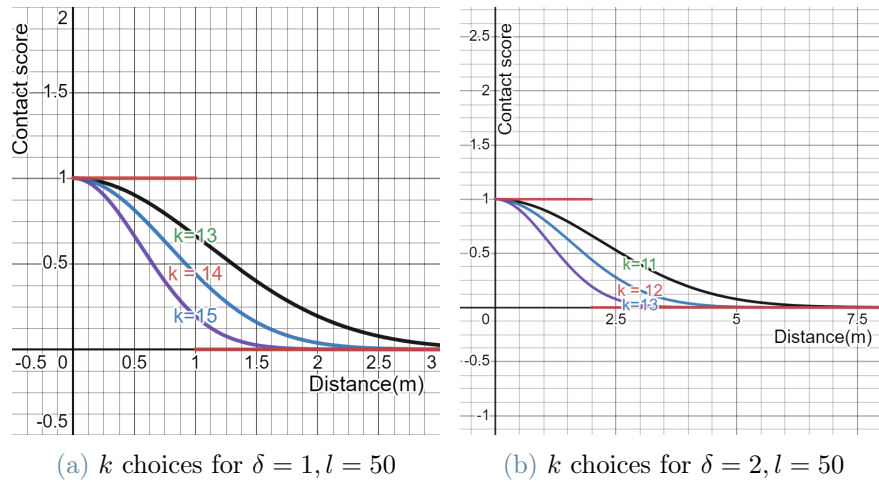 Contact score
2
1.5
1
0.5
-0.5
-0.5
0
0.5
1
1.5
2
2.5
3
Distance(m)
k=13
k = 14
k=15
(a) k choices for δ = 1, l = 50
Contact score
2.5
2
1.5
1
0.5
-0.5
-1
0
2.5
5
7.5
Distance(m)
k=11
k = 12
k=13
(b) k choices for δ = 2, l = 50